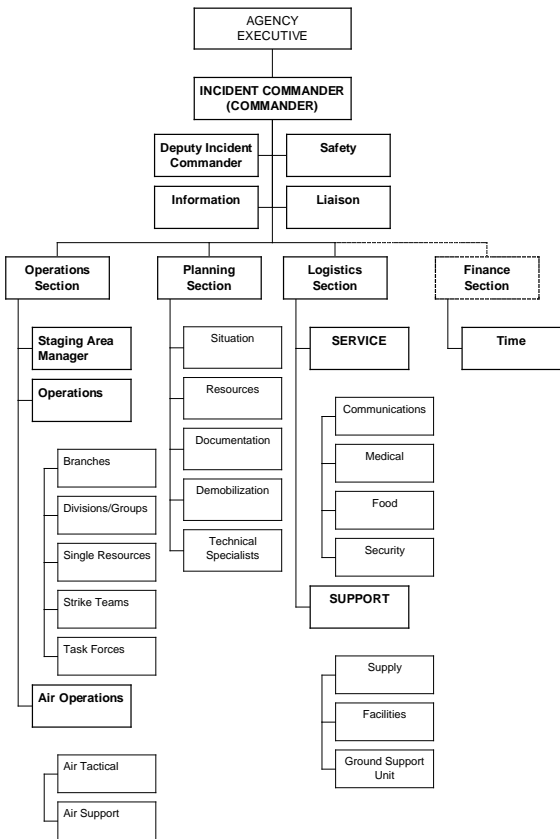 AGENCY
EXECUTIVE
INCIDENT COMMANDER
(COMMANDER)
Deputy Incident
Commander
Safety
Information
Liaison
Operations
Section
Planning
Section
Logistics
Section
Finance
Section
Staging Area
Manager
Operations
Branches
Divisions/Groups
Single Resources
Strike Teams
Task Forces
Air Operations
Air Tactical
Air Support
Situation
Resources
Documentation
Demobilization
Technical
Specialists
SERVICE
Communications
Medical
Food
Security
SUPPORT
Supply
Facilities
Ground Support
Unit
Time